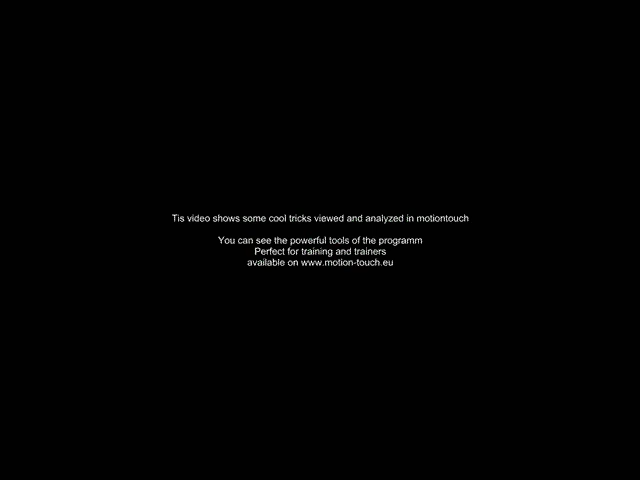 Tis video shows some cool tricks viewed and analyzed in motiontouch
You can see the powerful tools of the programm
Perfect for training and trainers
available on www.motion-touch.eu